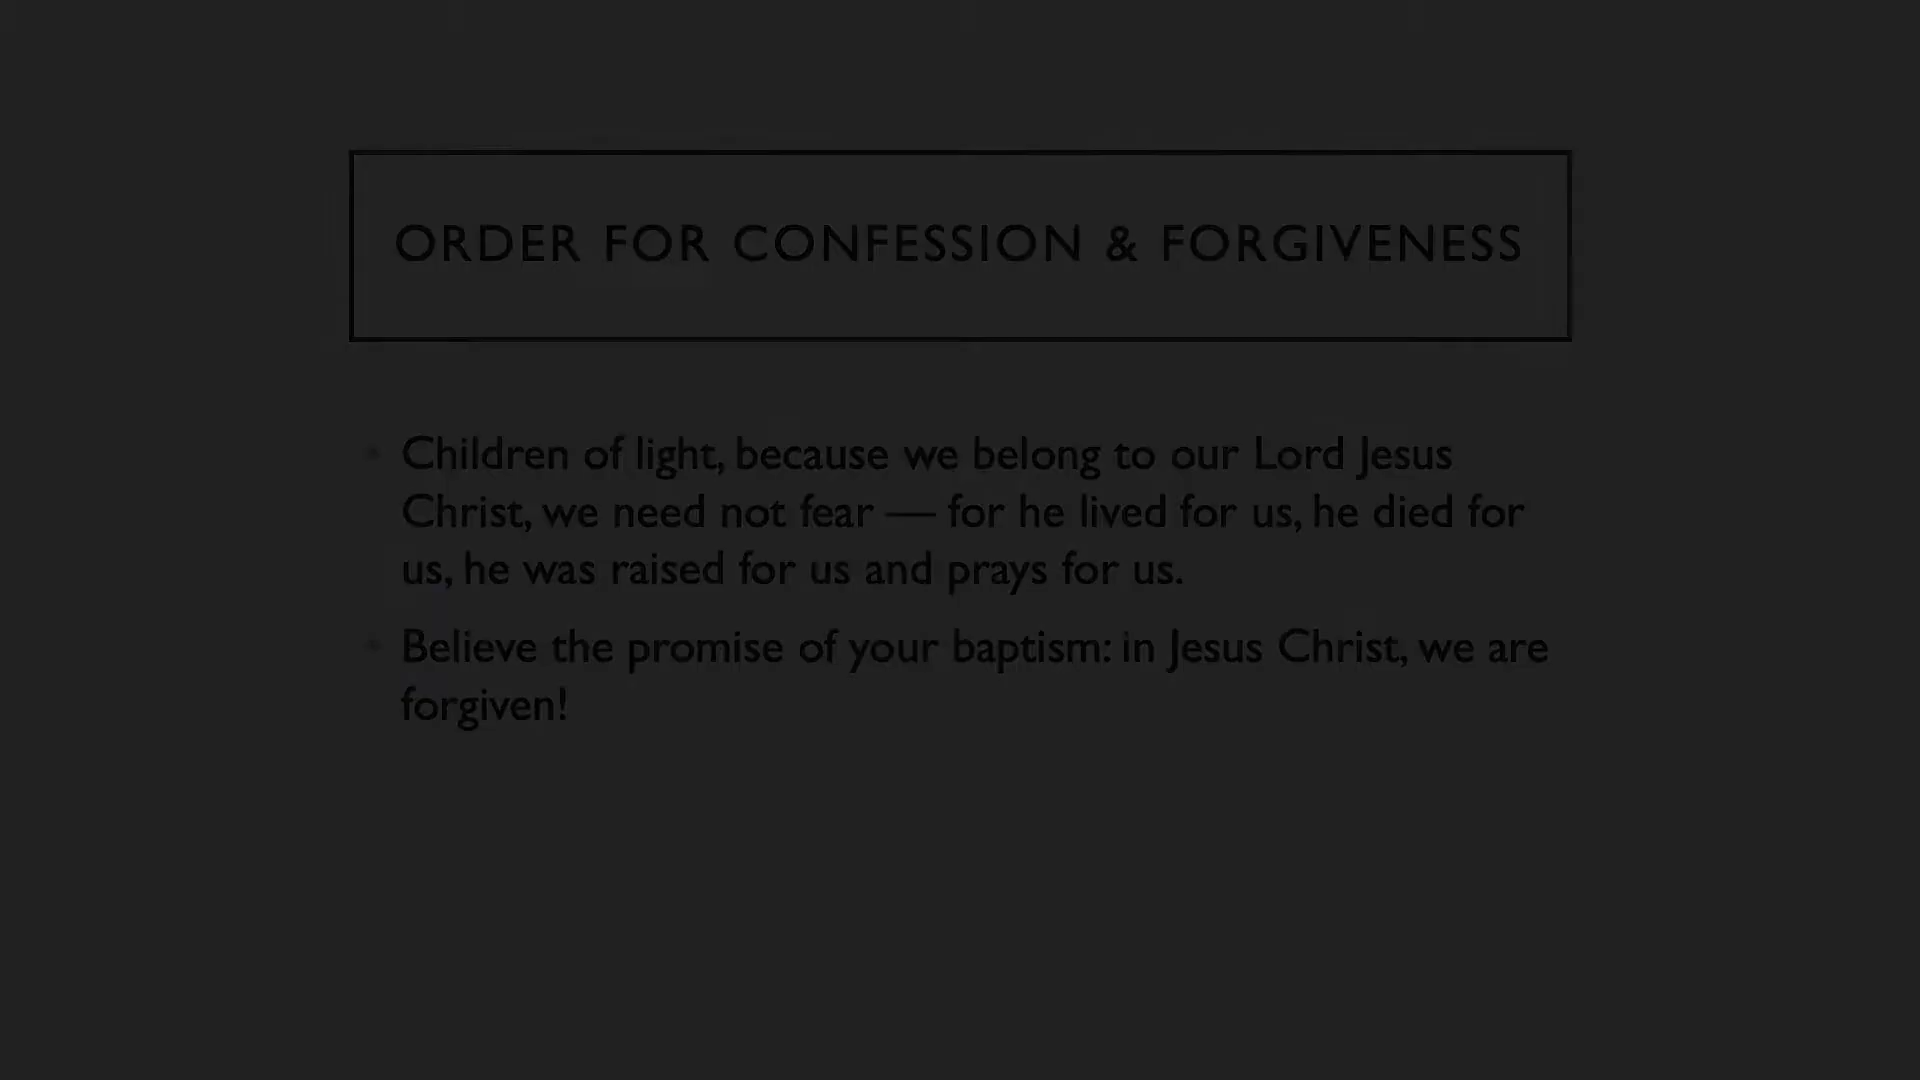 ORDER FOR CONFESSION & FORGIVENESS
• Children of light, because we belong to our Lord Jesus
Christ, we need not fear — for he lived for us, he died for
us, he was raised for us and prays for us.
• Believe the promise of your baptism: in Jesus Christ, we are
forgiven!